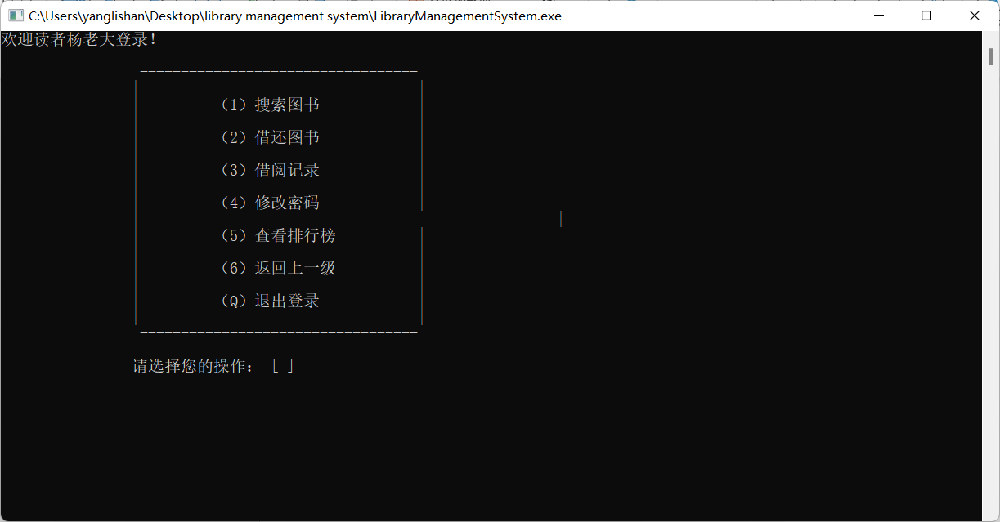 C:\Users\yanglishan\Desktop\library management system\LibraryManagementSystem.exe
欢迎读者杨老大登录！
----------------------------------
（1）搜索图书
（2）借还图书
（3）借阅记录
（4）修改密码
（5）查看排行榜
（6）返回上一级
（Q）退出登录
----------------------------------
请选择您的操作： [ ]